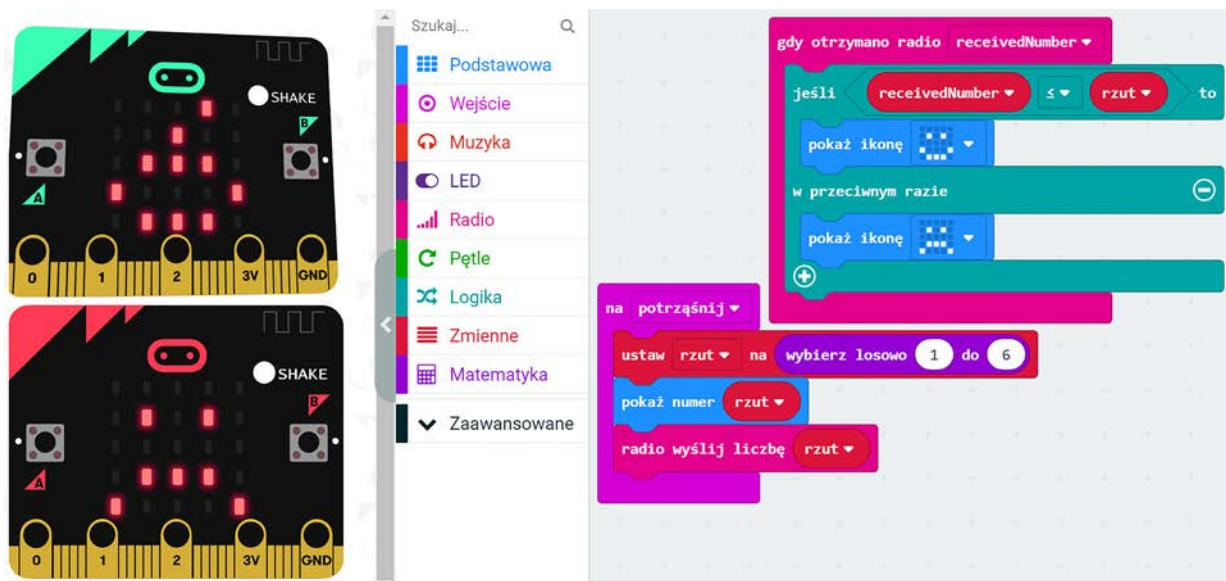 SHAKE
B
A
0 1 2 3V GND
SHAKE
B
A
0 1 2 3V GND
Szukaj...
Podstawowa
Wejście
Muzyka
LED
Radio
Pętle
Logika
Zmienne
Matematyka
Zaawansowane
gdy otrzymano radio receivedNumber
jeśli receivedNumber ≤ rzut to
pokaż ikonę
w przeciwnym razie
pokaż ikonę
na potrząśnij
ustaw rzut na wybierz losowo 1 do 6
pokaż numer rzut
radio wyślij liczbę rzut